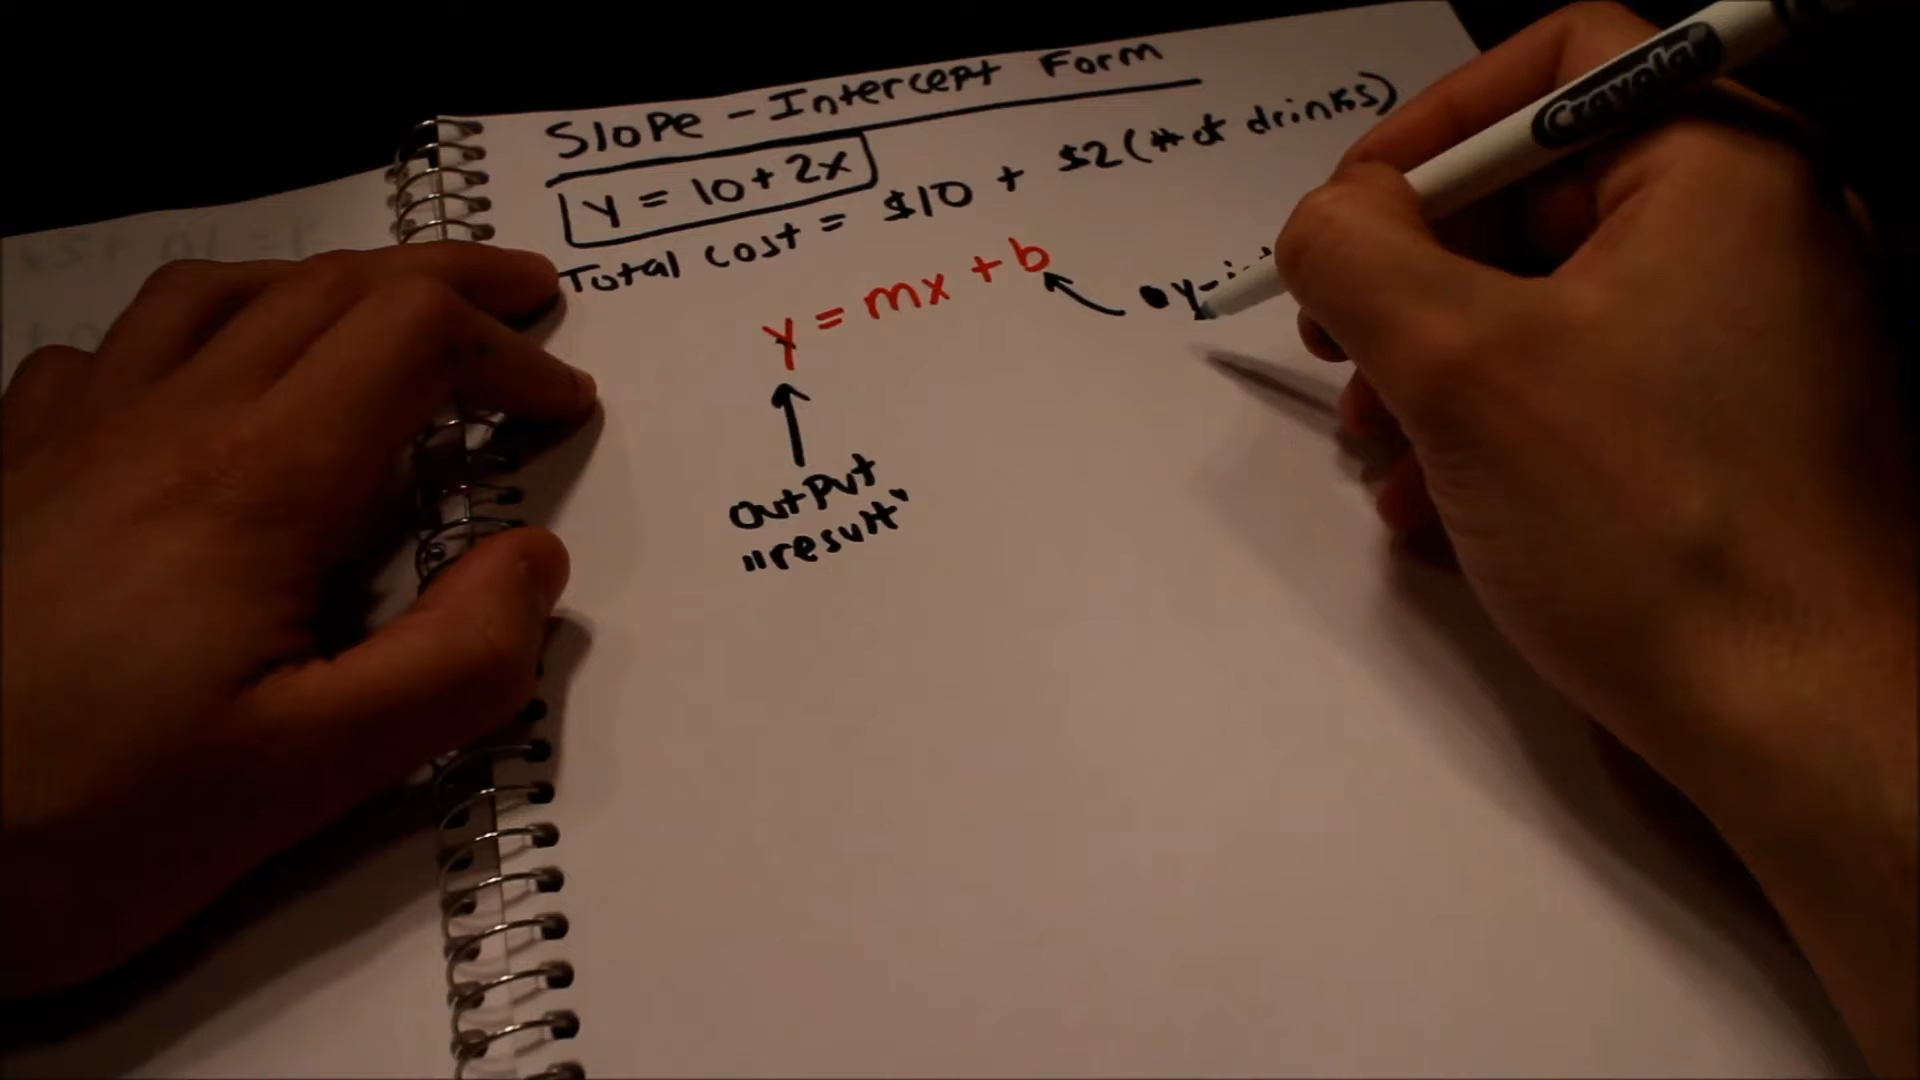 Slope-Intercept Form
y = 10 + 2x
Total cost = $10 + $2 (# of drinks)
y = mx + b
y-i
output
"result"
Crayola